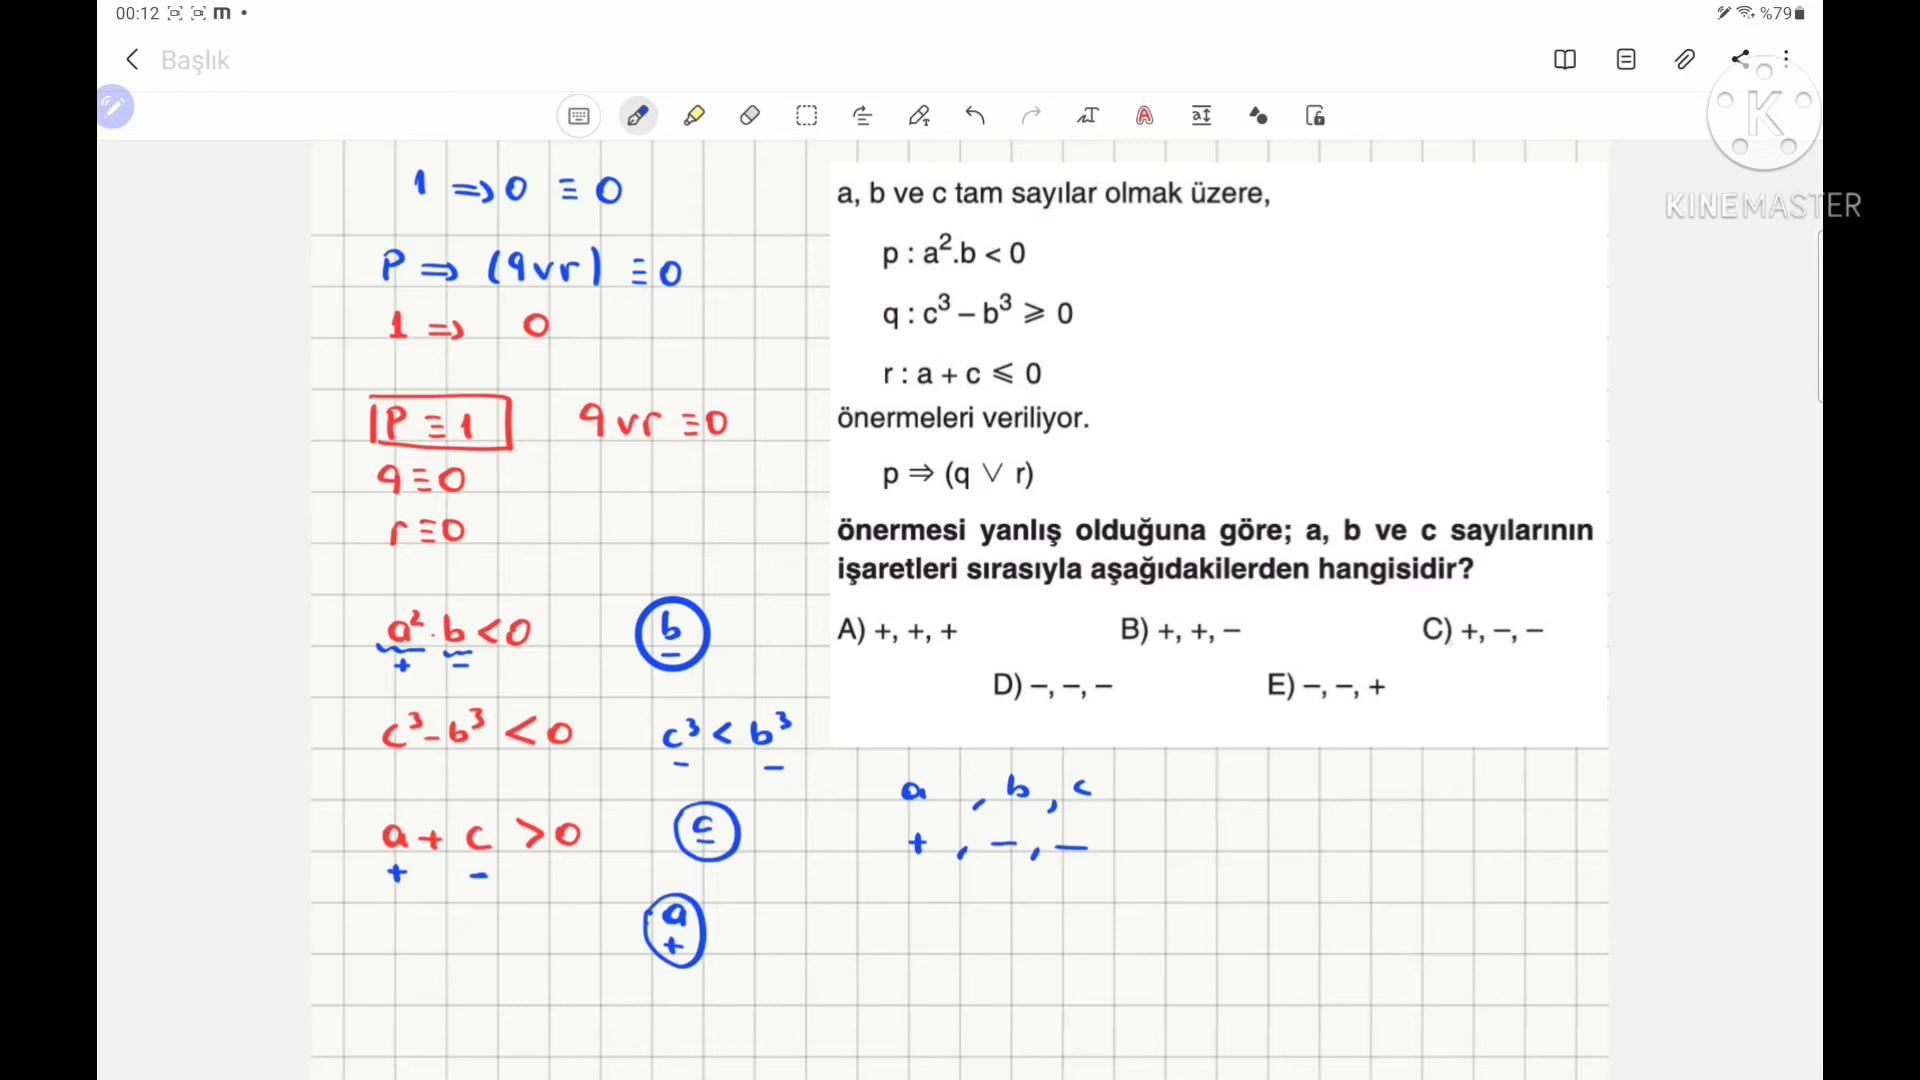 00:12 m
%79
Başlık
K
KINEMASTER
1 ⇒ 0 ≡ 0
P ⇒ (q ∨ r) ≡ 0
1 ⇒ 0
P ≡ 1 q ∨ r ≡ 0
q ≡ 0
r ≡ 0
a² . b < 0 b
+ − −
c³ − b³ < 0 c³ < b³
− −
a + c > 0 c
+ − −
a
+
a, b ve c tam sayılar olmak üzere,
p : a².b < 0
q : c³ – b³ ⩾ 0
r : a + c ⩽ 0
önermeleri veriliyor.
p ⇒ (q ∨ r)
önermesi yanlış olduğuna göre; a, b ve c sayılarının
işaretleri sırasıyla aşağıdakilerden hangisidir?
A) +, +, + B) +, +, – C) +, –, –
D) –, –, – E) –, –, +
a , b , c
+ , − , −